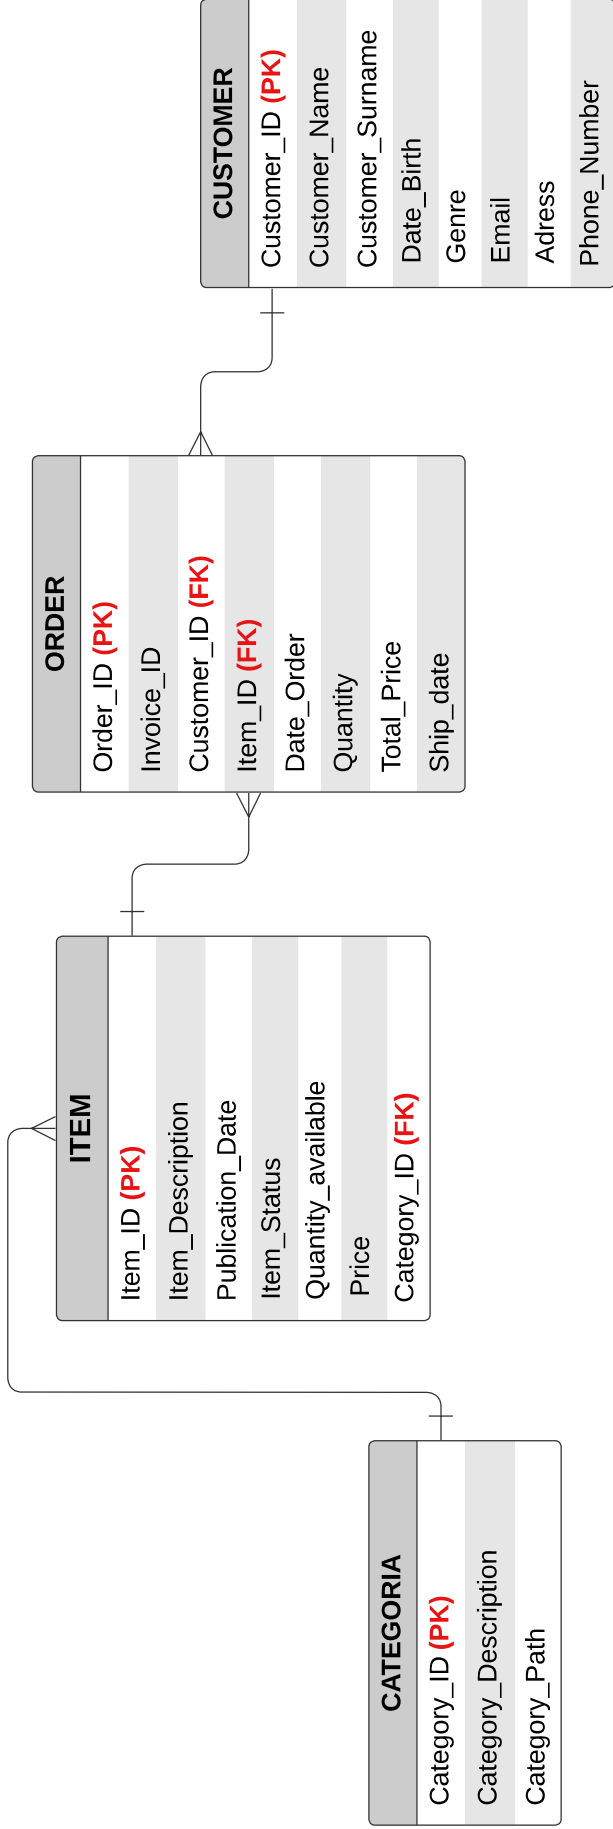 CATEGORIA
Category_ID (PK)
Category_Description
Category_Path
ITEM
Item_ID (PK)
Item_Description
Publication_Date
Item_Status
Quantity_available
Price
Category_ID (FK)
ORDER
Order_ID (PK)
Invoice_ID
Customer_ID (FK)
Item_ID (FK)
Date_Order
Quantity
Total_Price
Ship_date
CUSTOMER
Customer_ID (PK)
Customer_Name
Customer_Surname
Date_Birth
Genre
Email
Adress
Phone_Number